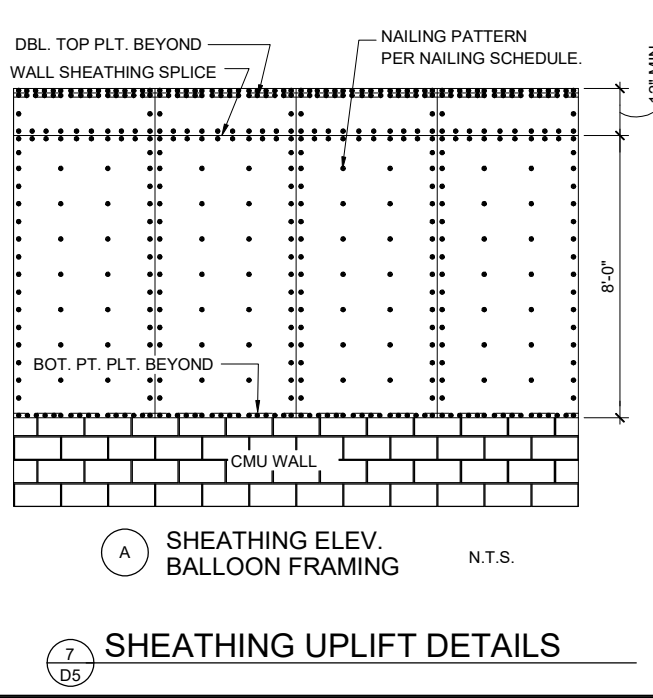 DBL. TOP PLT. BEYOND
WALL SHEATHING SPLICE
NAILING PATTERN
PER NAILING SCHEDULE.
8'-0"
BOT. PT. PLT. BEYOND
CMU WALL
A
SHEATHING ELEV.
BALLOON FRAMING
N.T.S.
7
D5
SHEATHING UPLIFT DETAILS